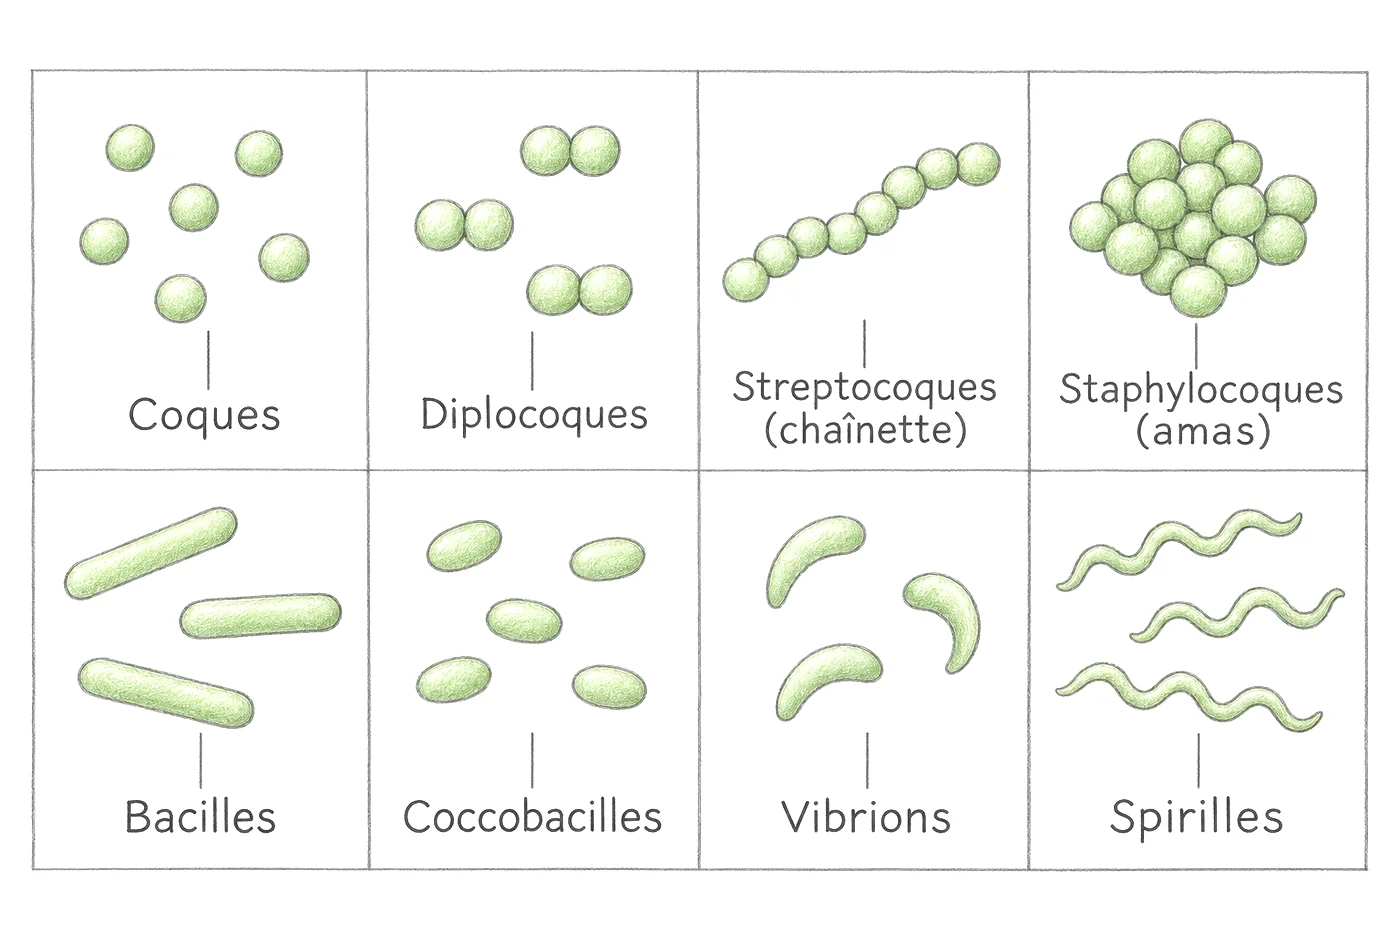 Coques
Diplocoques
Streptocoques
(chaînette)
Staphylocoques
(amas)
Bacilles
Coccobacilles
Vibrions
Spirilles